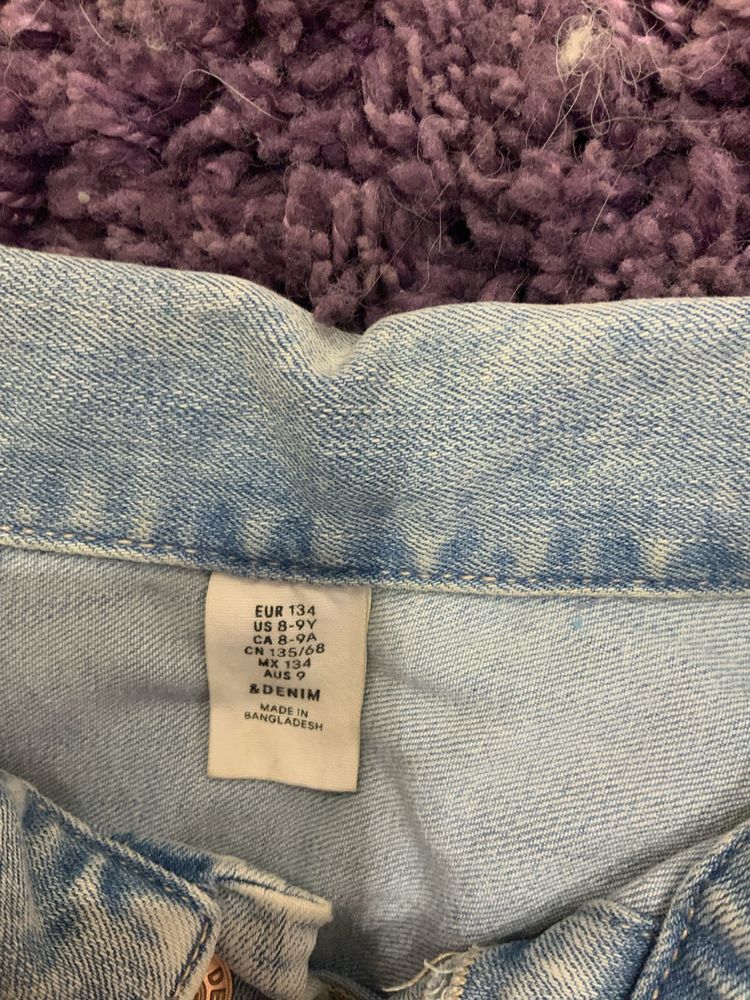 EUR 134
US 8-9Y
CA 8-9A
CN 135/68
MX 134
AUS 9
&DENIM
MADE IN
BANGLADESH
DE